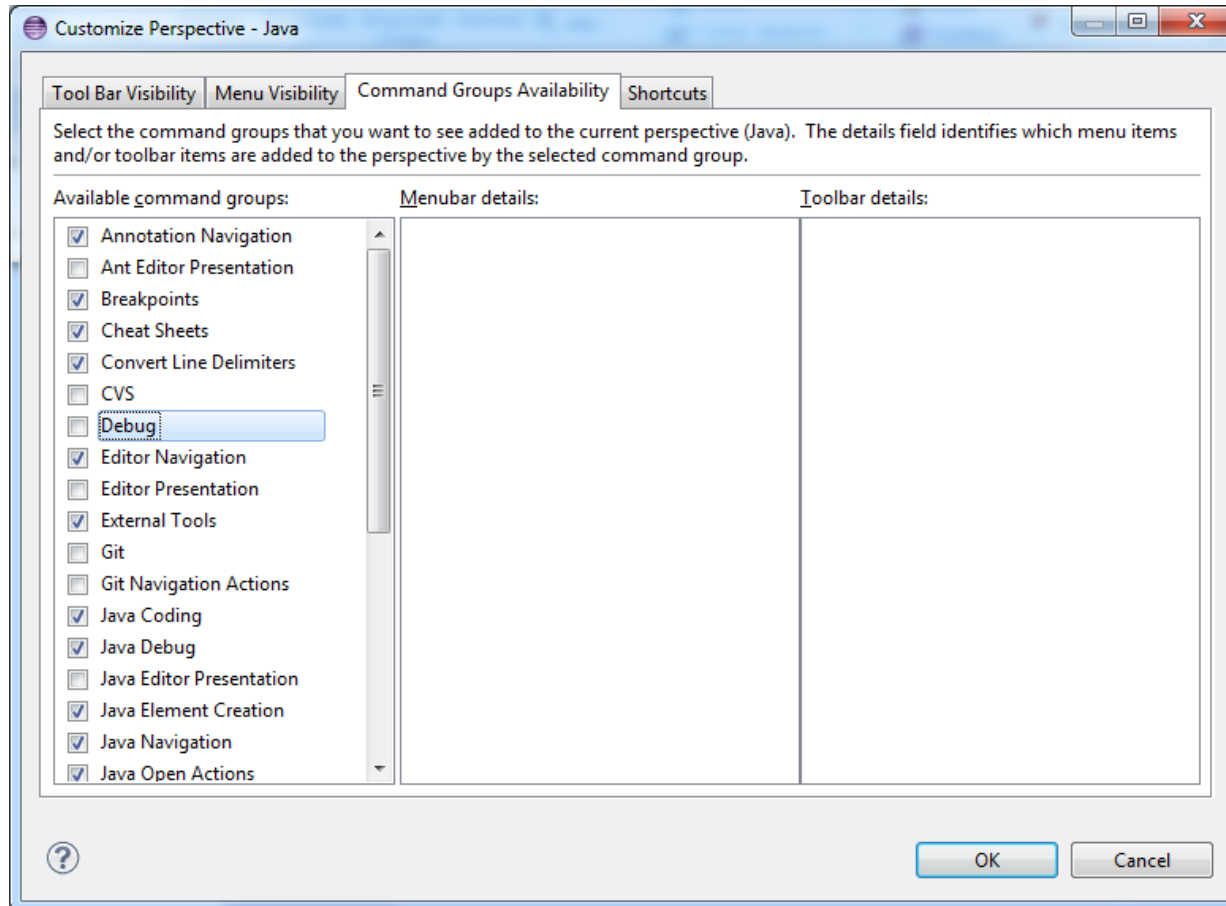 Customize Perspective - Java
Tool Bar Visibility
Menu Visibility
Command Groups Availability
Shortcuts
Select the command groups that you want to see added to the current perspective (Java).  The details field identifies which menu items
and/or toolbar items are added to the perspective by the selected command group.
Available command groups:
Menubar details:
Toolbar details:
Annotation Navigation
Ant Editor Presentation
Breakpoints
Cheat Sheets
Convert Line Delimiters
CVS
Debug
Editor Navigation
Editor Presentation
External Tools
Git
Git Navigation Actions
Java Coding
Java Debug
Java Editor Presentation
Java Element Creation
Java Navigation
Java Open Actions
?
OK
Cancel